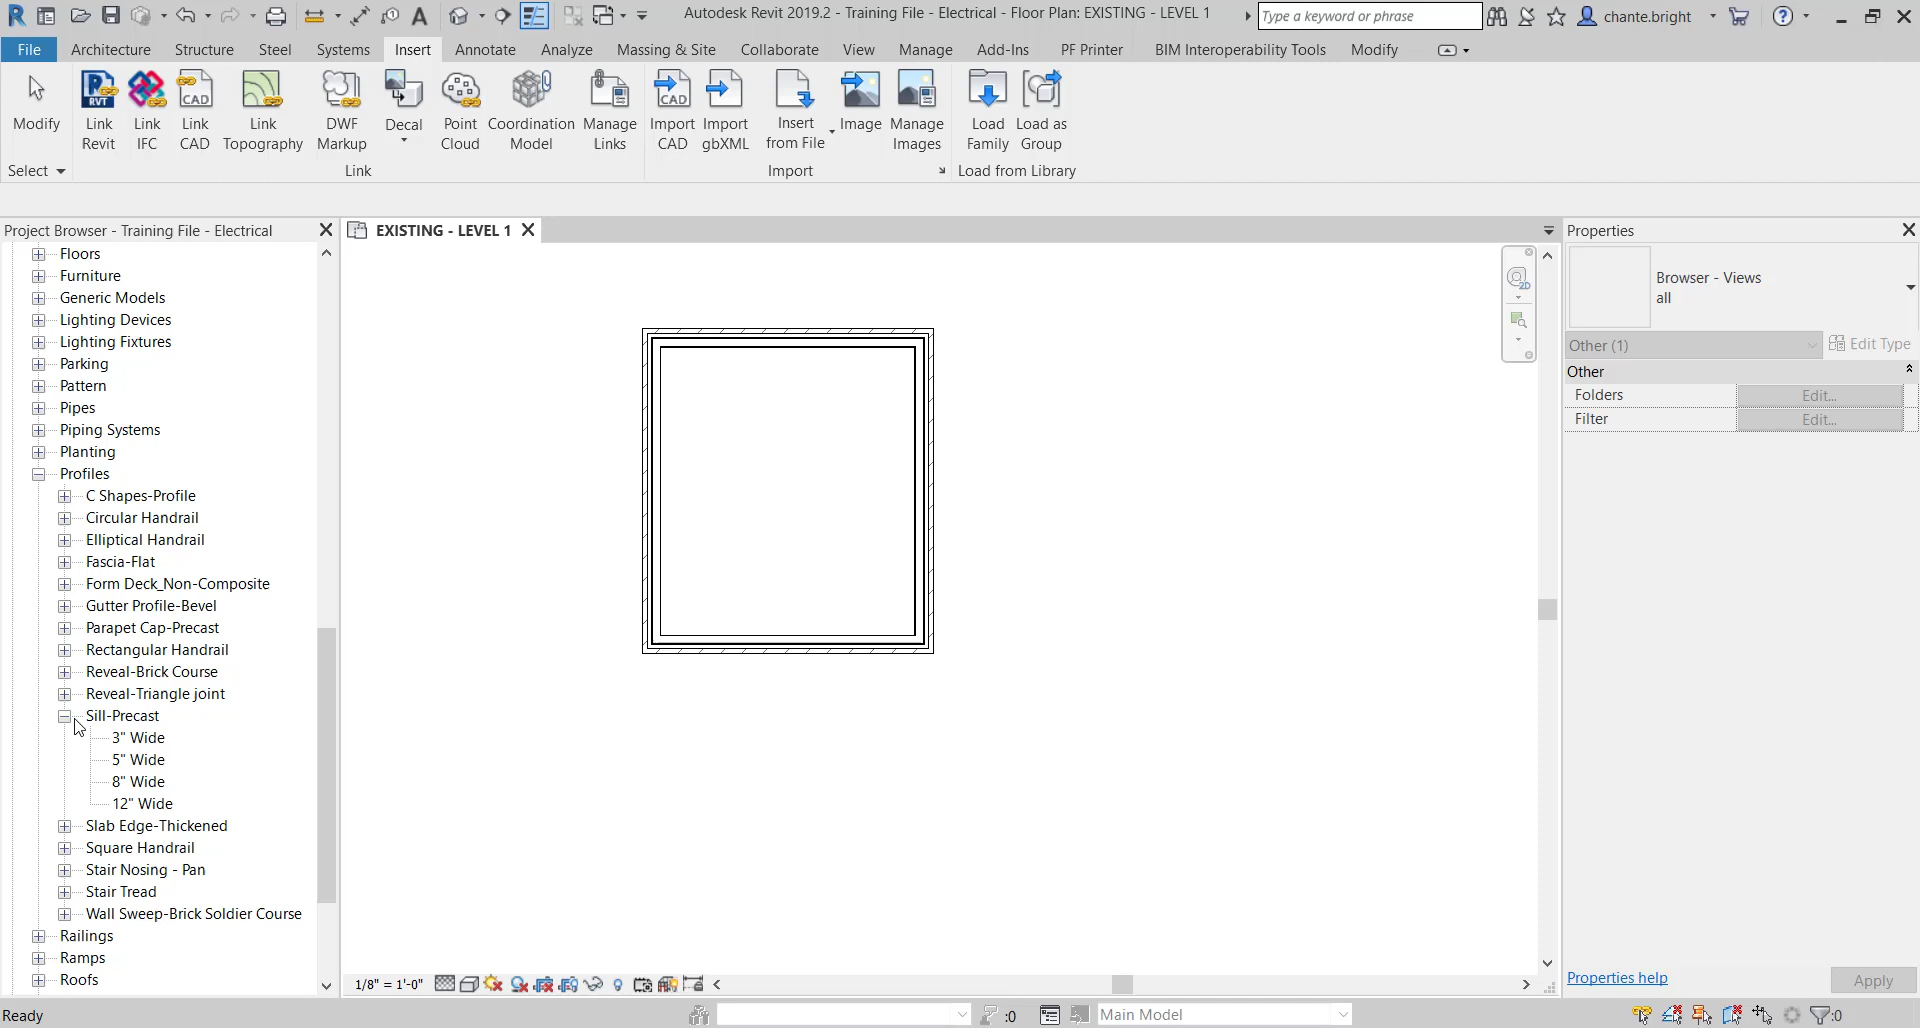 Autodesk Revit 2019.2 - Training File - Electrical - Floor Plan: EXISTING - LEVEL 1
Type a keyword or phrase
chante.bright
File
Architecture
Structure
Steel
Systems
Insert
Annotate
Analyze
Massing & Site
Collaborate
View
Manage
Add-Ins
PF Printer
BIM Interoperability Tools
Modify
Modify
RVT
Link
Revit
Link
IFC
CAD
Link
CAD
Link
Topography
DWF
Markup
Decal
Point
Cloud
Coordination
Model
Manage
Links
CAD
Import
CAD
Import
gbXML
Insert
from File
Image
Manage
Images
Load
Family
Load as
Group
Select
Link
Import
Load from Library
Project Browser - Training File - Electrical
Floors
Furniture
Generic Models
Lighting Devices
Lighting Fixtures
Parking
Pattern
Pipes
Piping Systems
Planting
Profiles
C Shapes-Profile
Circular Handrail
Elliptical Handrail
Fascia-Flat
Form Deck_Non-Composite
Gutter Profile-Bevel
Parapet Cap-Precast
Rectangular Handrail
Reveal-Brick Course
Reveal-Triangle joint
Sill-Precast
3" Wide
5" Wide
8" Wide
12" Wide
Slab Edge-Thickened
Square Handrail
Stair Nosing - Pan
Stair Tread
Wall Sweep-Brick Soldier Course
Railings
Ramps
Roofs
EXISTING - LEVEL 1
2D
1/8" = 1'-0"
Properties
Browser - Views
all
Other (1)
Edit Type
Other
Folders
Edit...
Filter
Edit...
Properties help
Apply
Ready
:0
Main Model
:0